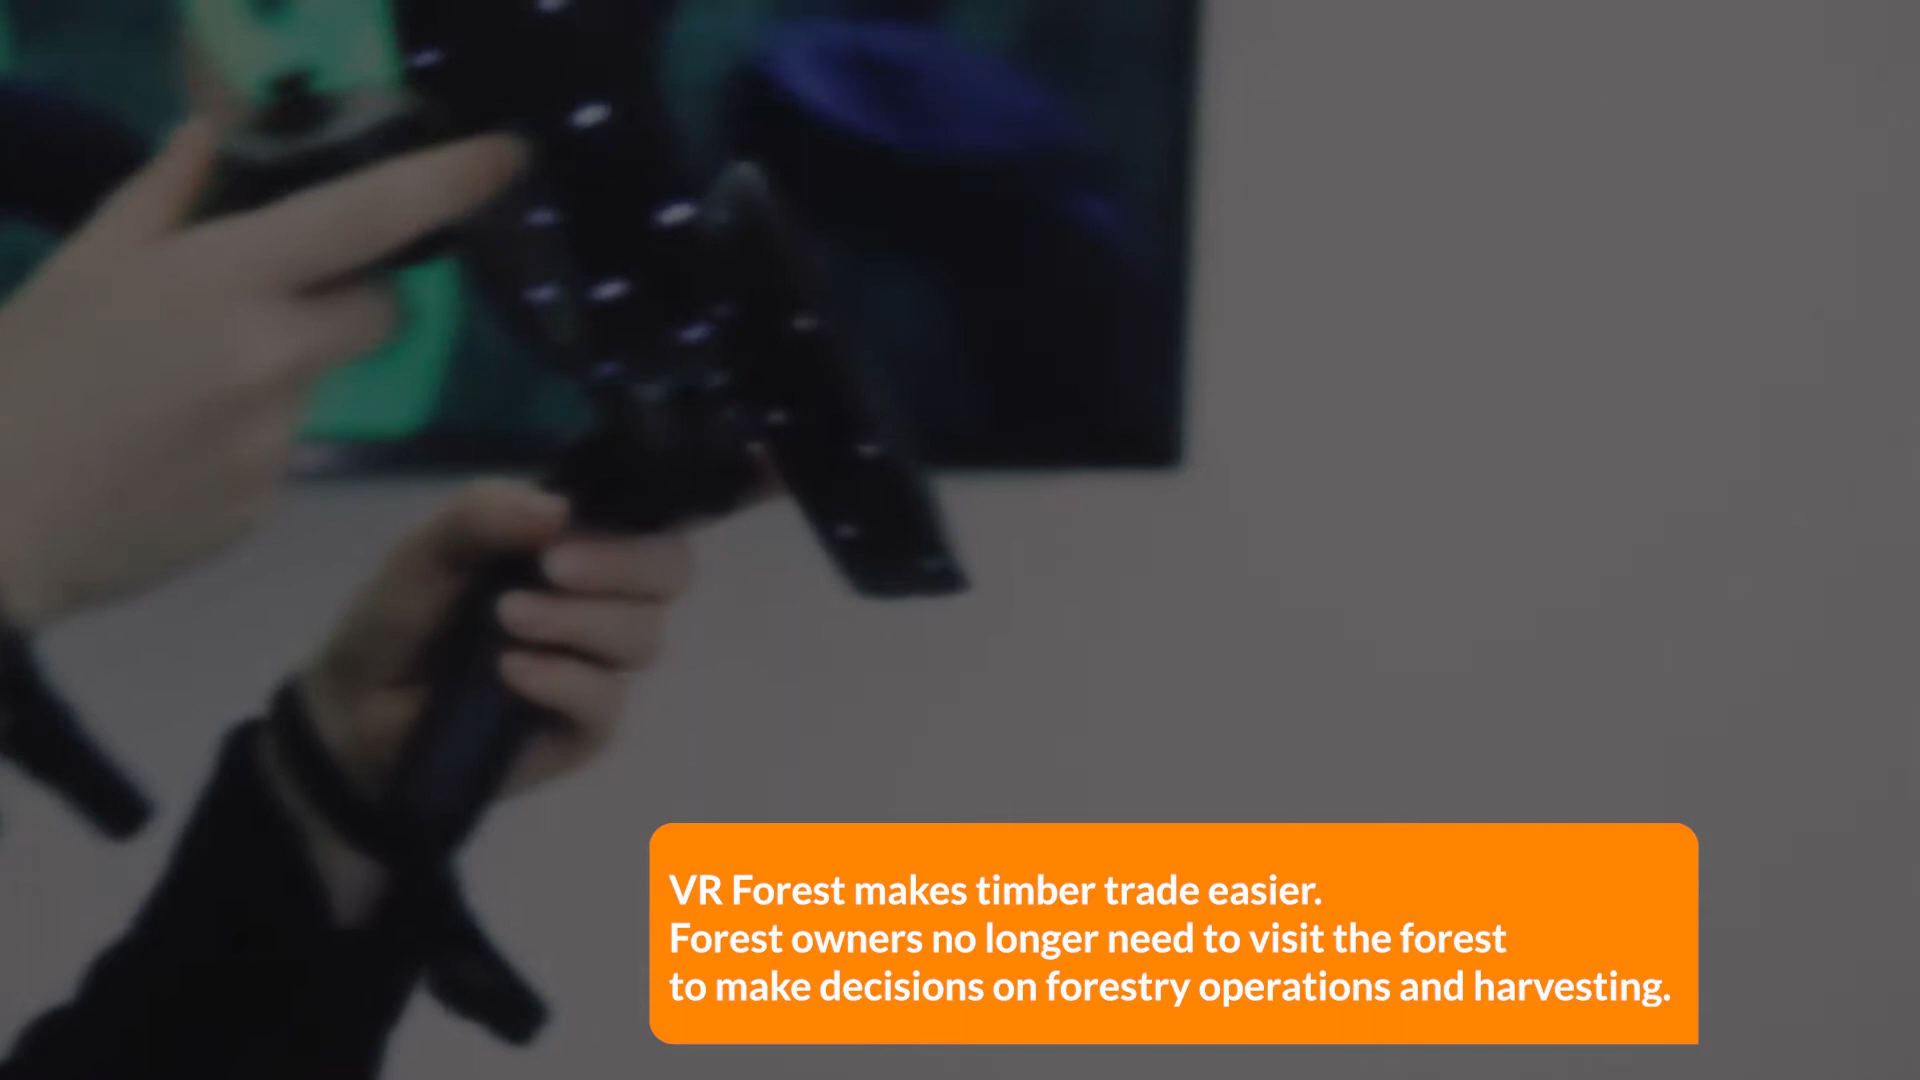 VR Forest makes timber trade easier.
Forest owners no longer need to visit the forest
to make decisions on forestry operations and harvesting.